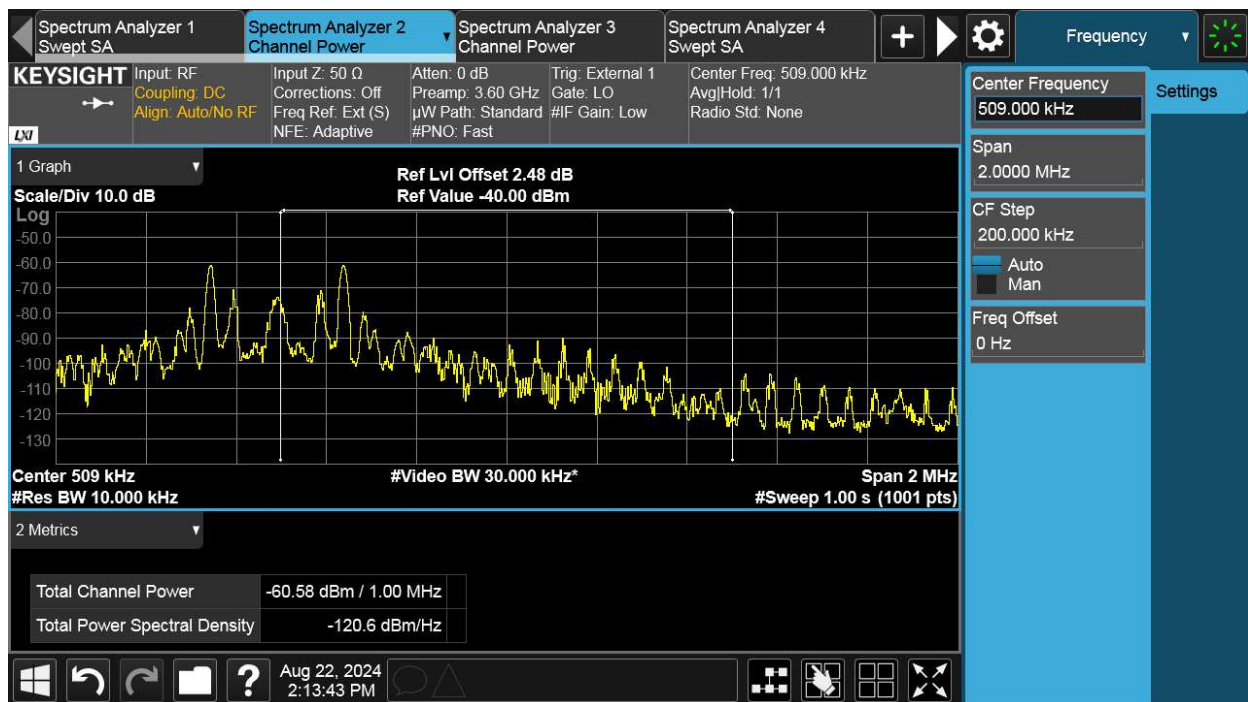 Spectrum Analyzer 1
Swept SA
Spectrum Analyzer 2
Channel Power
Spectrum Analyzer 3
Channel Power
Spectrum Analyzer 4
Swept SA
Frequency
KEYSIGHT
LXI
Input: RF
Coupling: DC
Align: Auto/No RF
Input Z: 50 Ω
Corrections: Off
Freq Ref: Ext (S)
NFE: Adaptive
Atten: 0 dB
Preamp: 3.60 GHz
µW Path: Standard
#PNO: Fast
Trig: External 1
Gate: LO
#IF Gain: Low
Center Freq: 509.000 kHz
Avg|Hold: 1/1
Radio Std: None
Center Frequency
509.000 kHz
Settings
Span
2.0000 MHz
CF Step
200.000 kHz
Auto
Man
Freq Offset
0 Hz
1 Graph
Scale/Div 10.0 dB
Ref Lvl Offset 2.48 dB
Ref Value -40.00 dBm
Log
-50.0
-60.0
-70.0
-80.0
-90.0
-100
-110
-120
-130
Center 509 kHz
#Video BW 30.000 kHz*
Span 2 MHz
#Res BW 10.000 kHz
#Sweep 1.00 s (1001 pts)
2 Metrics
Total Channel Power -60.58 dBm / 1.00 MHz
Total Power Spectral Density -120.6 dBm/Hz
?
Aug 22, 2024
2:13:43 PM